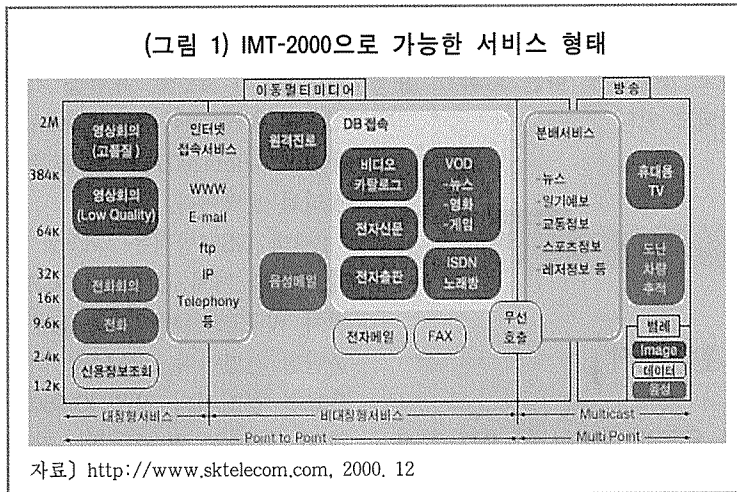 (그림 1) IMT-2000으로 가능한 서비스 형태
이동멀티미디어
방송
2M
384K
64K
32K
16K
9.6K
2.4K
1.2K
영상회의
(고품질)
영상회의
(Low Quality)
전화회의
전화
신용정보조회
인터넷
접속서비스
WWW
E-mail
ftp
IP
Telephony
등
원격진료
음성메일
DB접속
비디오
카탈로그
전자신문
전자출판
VOD
-뉴스
-영화
-게임
ISDN
노래방
전자메일
FAX
무선
호출
분배서비스
- 뉴스
-일기예보
- 교통정보
- 스포츠정보
- 레저정보 등
휴대용
TV
도난
차량
추적
범례
Image
데이터
음성
대칭형서비스
비대칭형서비스
Multicast
Point to Point
Multi Point
자료) http://www.sktelecom.com, 2000. 12